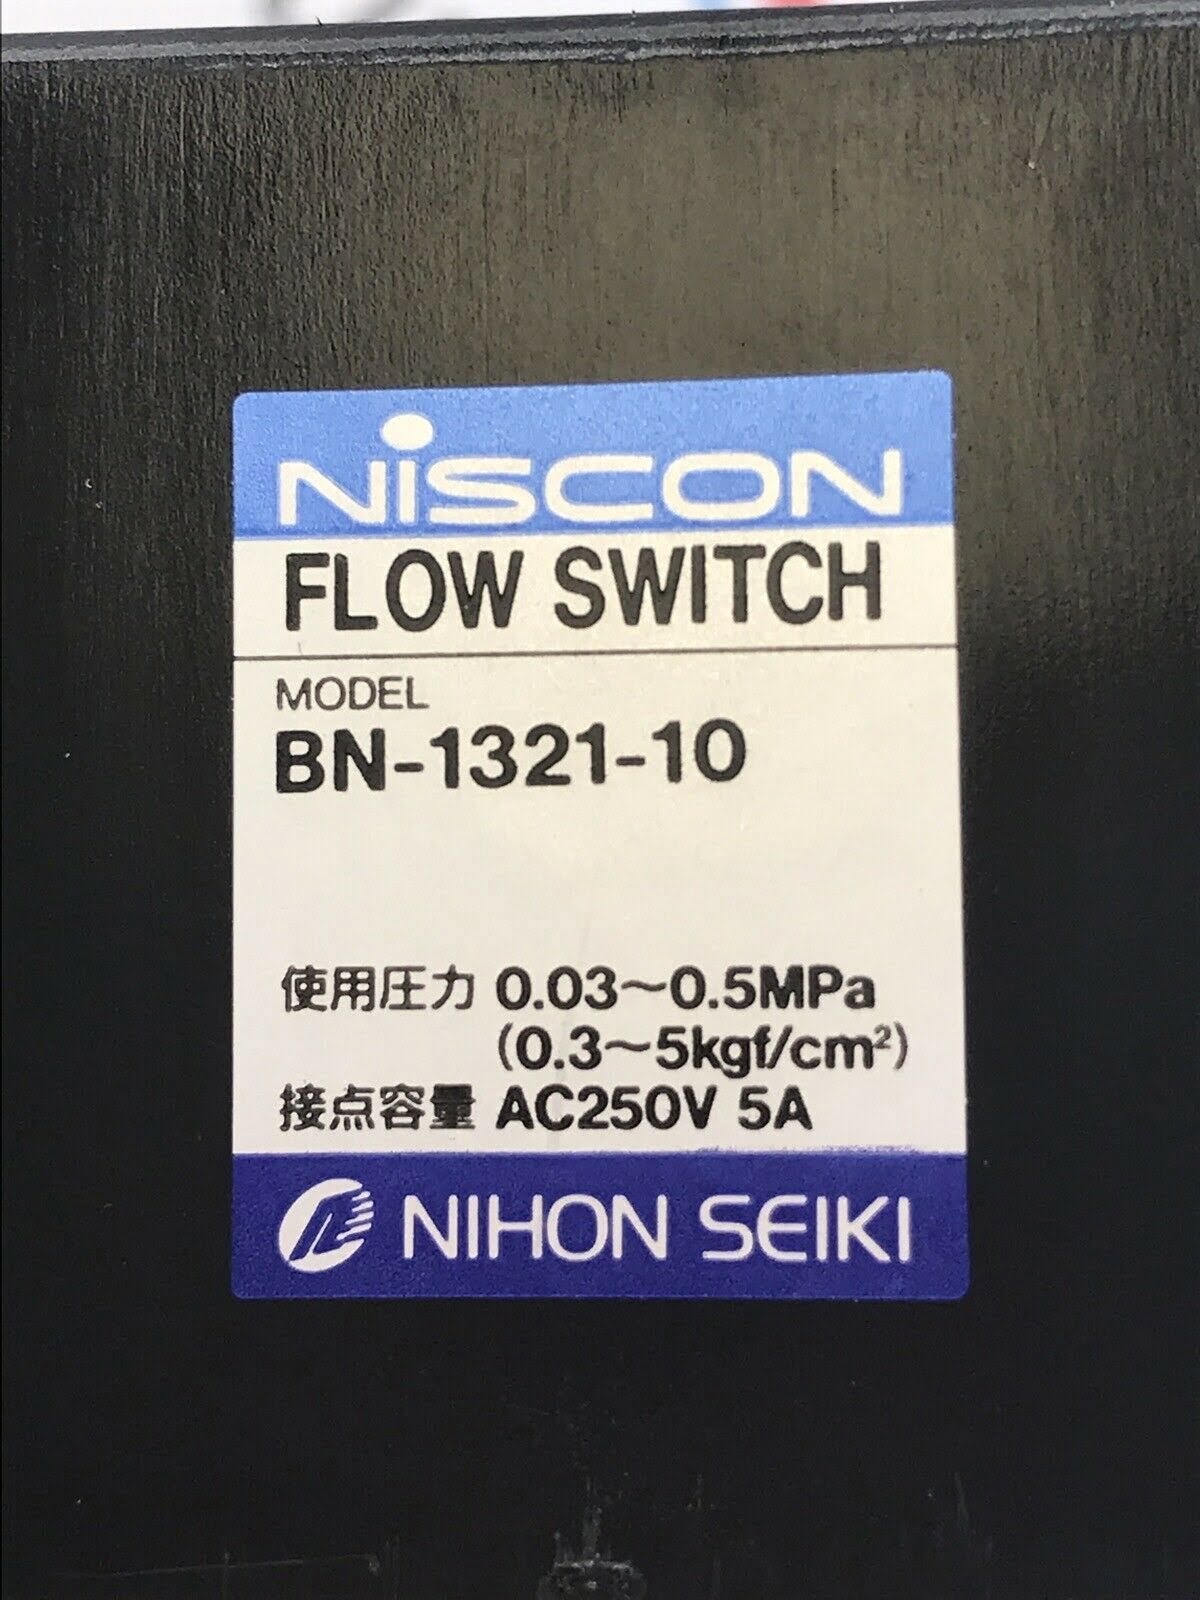 NiSCON
FLOW SWITCH
MODEL
BN-1321-10
使用圧力 0.03～0.5MPa
(0.3～5kgf/cm²)
接点容量 AC250V 5A
NIHON SEIKI